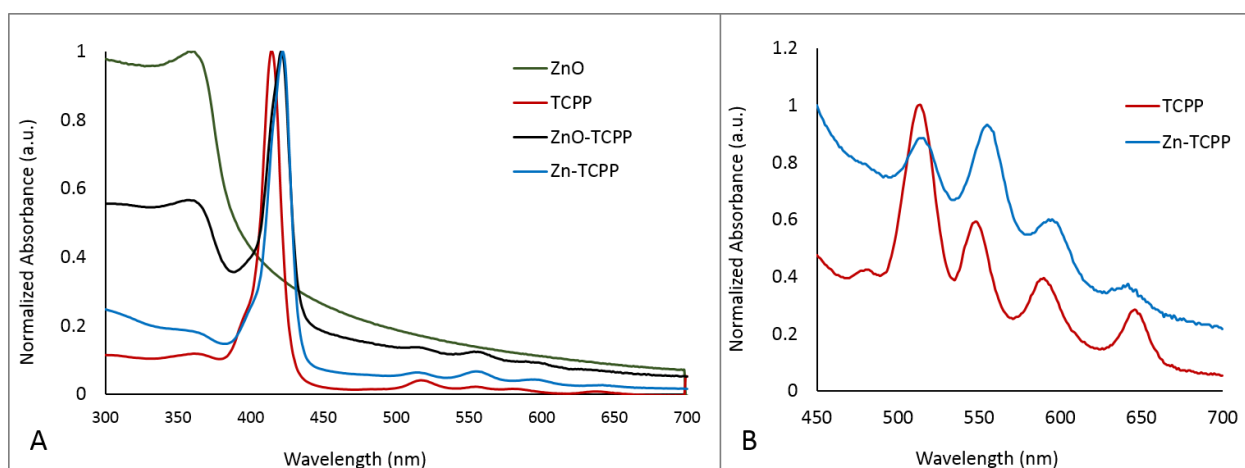 1
0.8
0.6
0.4
0.2
0
Normalized Absorbance (a.u.)
300 350 400 450 500 550 600 650 700
Wavelength (nm)
ZnO
TCPP
ZnO-TCPP
Zn-TCPP
A
1.2
1
0.8
0.6
0.4
0.2
0
Normalized Absorbance (a.u.)
450 500 550 600 650 700
Wavelength (nm)
TCPP
Zn-TCPP
B